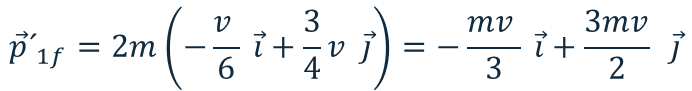 p⃗′₁f = 2m (− v/6 i⃗ + 3/4 v j⃗) = − mv/3 i⃗ + 3mv/2 j⃗